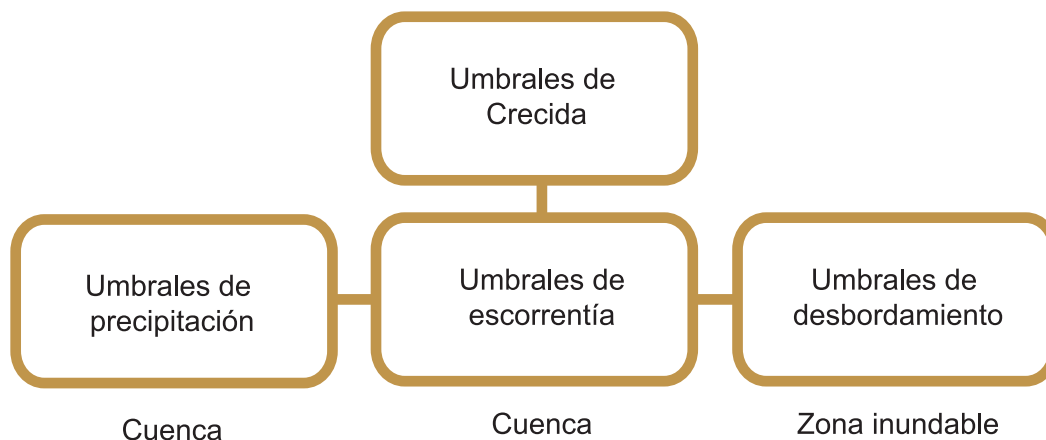 Umbrales de
Crecida
Umbrales de
precipitación
Umbrales de
escorrentía
Umbrales de
desbordamiento
Cuenca
Cuenca
Zona inundable